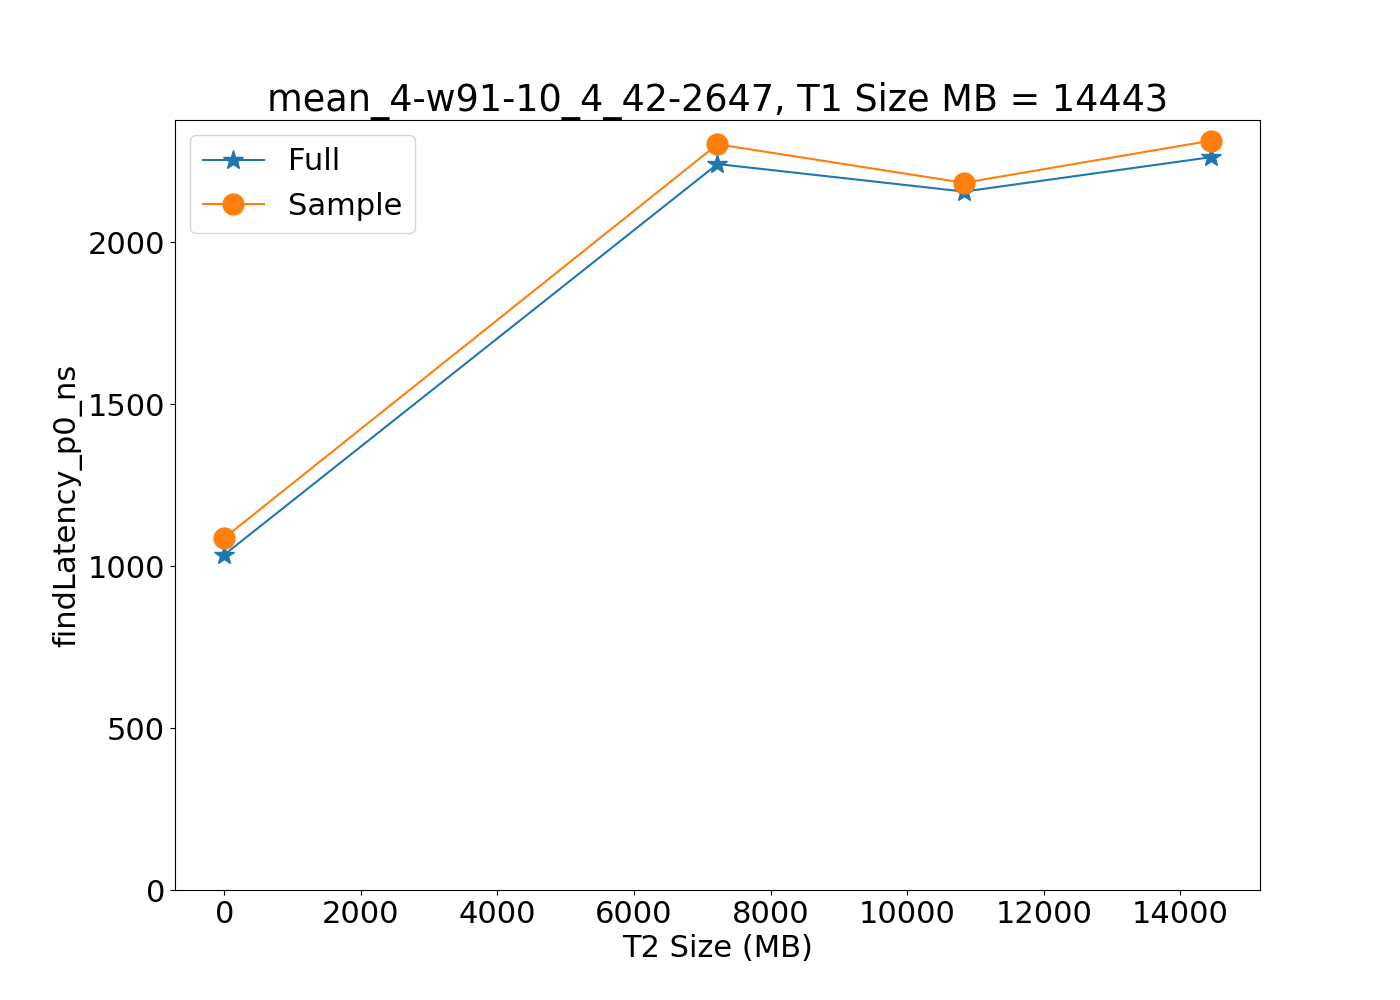 mean_4-w91-10_4_42-2647, T1 Size MB = 14443
Full
Sample
findLatency_p0_ns
2000
1500
1000
500
0
0 2000 4000 6000 8000 10000 12000 14000
T2 Size (MB)